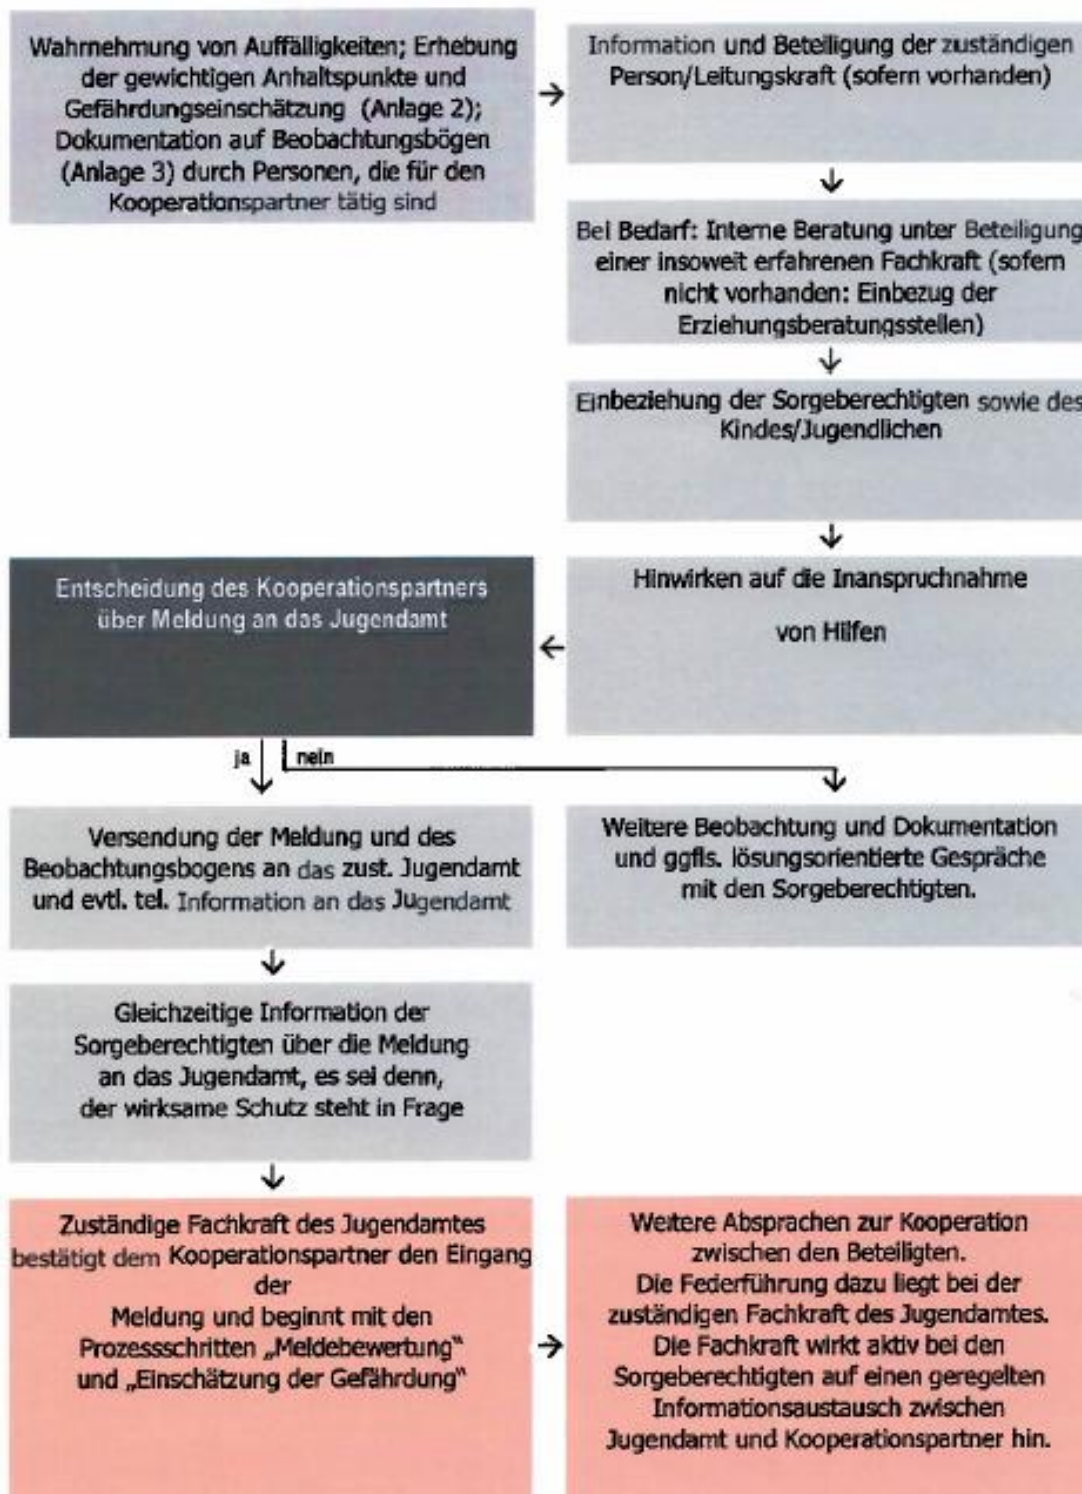 Wahrnehmung von Auffälligkeiten; Erhebung
der gewichtigen Anhaltspunkte und
Gefährdungseinschätzung (Anlage 2);
Dokumentation auf Beobachtungsbögen
(Anlage 3) durch Personen, die für den
Kooperationspartner tätig sind
Information und Beteiligung der zuständigen
Person/Leitungskraft (sofern vorhanden)
Bei Bedarf: Interne Beratung unter Beteiligung
einer insoweit erfahrenen Fachkraft (sofern
nicht vorhanden: Einbezug der
Erziehungsberatungsstellen)
Einbeziehung der Sorgeberechtigten sowie des
Kindes/Jugendlichen
Hinwirken auf die Inanspruchnahme
von Hilfen
Entscheidung des Kooperationspartners
über Meldung an das Jugendamt
ja
nein
Versendung der Meldung und des
Beobachtungsbogens an das zust. Jugendamt
und evtl. tel. Information an das Jugendamt
Weitere Beobachtung und Dokumentation
und ggfls. lösungsorientierte Gespräche
mit den Sorgeberechtigten.
Gleichzeitige Information der
Sorgeberechtigten über die Meldung
an das Jugendamt, es sei denn,
der wirksame Schutz steht in Frage
Zuständige Fachkraft des Jugendamtes
bestätigt dem Kooperationspartner den Eingang
der
Meldung und beginnt mit den
Prozessschritten „Meldebewertung“
und „Einschätzung der Gefährdung“
Weitere Absprachen zur Kooperation
zwischen den Beteiligten.
Die Federführung dazu liegt bei der
zuständigen Fachkraft des Jugendamtes.
Die Fachkraft wirkt aktiv bei den
Sorgeberechtigten auf einen geregelten
Informationsaustausch zwischen
Jugendamt und Kooperationspartner hin.